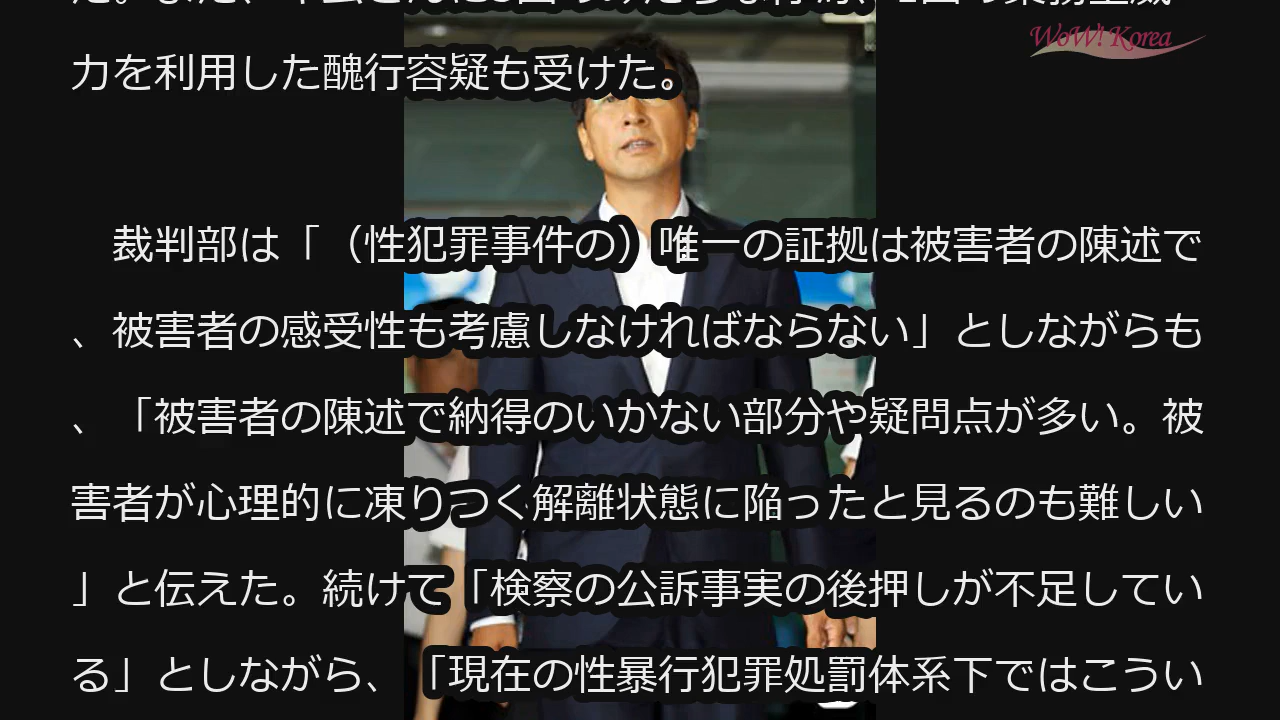 WoW! Korea
力を利用した醜行容疑も受けた。
裁判部は「（性犯罪事件の）唯一の証拠は被害者の陳述で
、被害者の感受性も考慮しなければならない」としながらも
、「被害者の陳述で納得のいかない部分や疑問点が多い。被
害者が心理的に凍りつく解離状態に陥ったと見るのも難しい
」と伝えた。続けて「検察の公訴事実の後押しが不足してい
る」としながら、「現在の性暴行犯罪処罰体系下ではこうい